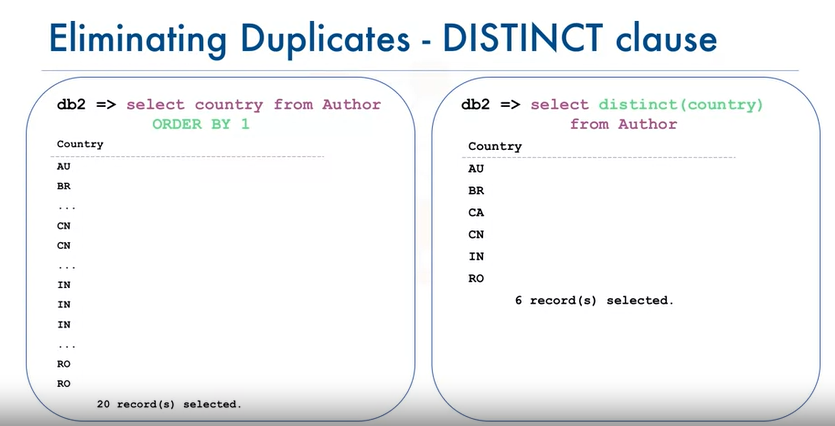 Eliminating Duplicates - DISTINCT clause
db2 => select country from Author
ORDER BY 1
Country
AU
BR
...
CN
CN
...
IN
IN
IN
...
RO
RO
20 record(s) selected.
db2 => select distinct(country)
from Author
Country
AU
BR
CA
CN
IN
RO
6 record(s) selected.